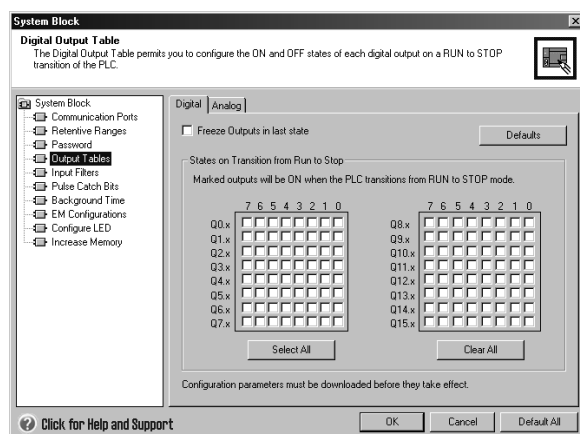 System Block
Digital Output Table
The Digital Output Table permits you to configure the ON and OFF states of each digital output on a RUN to STOP
transition of the PLC.
System Block
Communication Ports
Retentive Ranges
Password
Output Tables
Input Filters
Pulse Catch Bits
Background Time
EM Configurations
Configure LED
Increase Memory
Digital
Analog
Freeze Outputs in last state
Defaults
States on Transition from Run to Stop
Marked outputs will be ON when the PLC transitions from RUN to STOP mode.
7 6 5 4 3 2 1 0
Q0.x
Q1.x
Q2.x
Q3.x
Q4.x
Q5.x
Q6.x
Q7.x
Select All
7 6 5 4 3 2 1 0
Q8.x
Q9.x
Q10.x
Q11.x
Q12.x
Q13.x
Q14.x
Q15.x
Clear All
Configuration parameters must be downloaded before they take effect.
Click for Help and Support
OK
Cancel
Default All